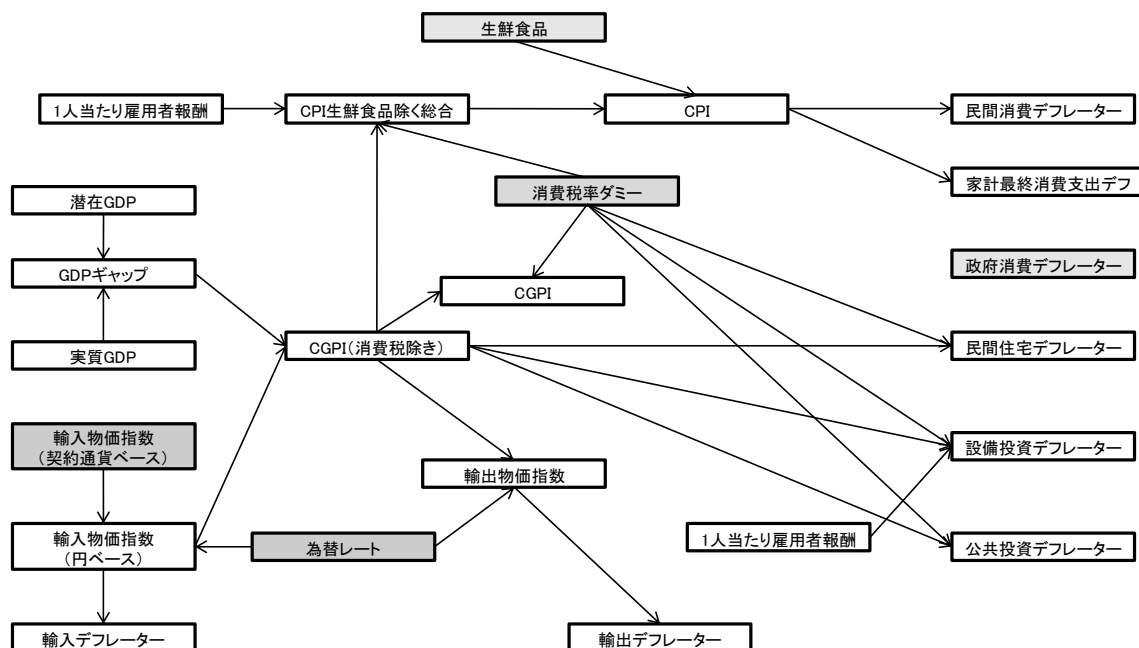 生鮮食品
1人当たり雇用者報酬
CPI生鮮食品除く総合
CPI
民間消費デフレーター
消費税率ダミー
家計最終消費支出デフ
潜在GDP
GDPギャップ
政府消費デフレーター
CGPI
実質GDP
CGPI(消費税除き)
民間住宅デフレーター
輸入物価指数
(契約通貨ベース)
設備投資デフレーター
輸出物価指数
輸入物価指数
(円ベース)
為替レート
1人当たり雇用者報酬
公共投資デフレーター
輸入デフレーター
輸出デフレーター